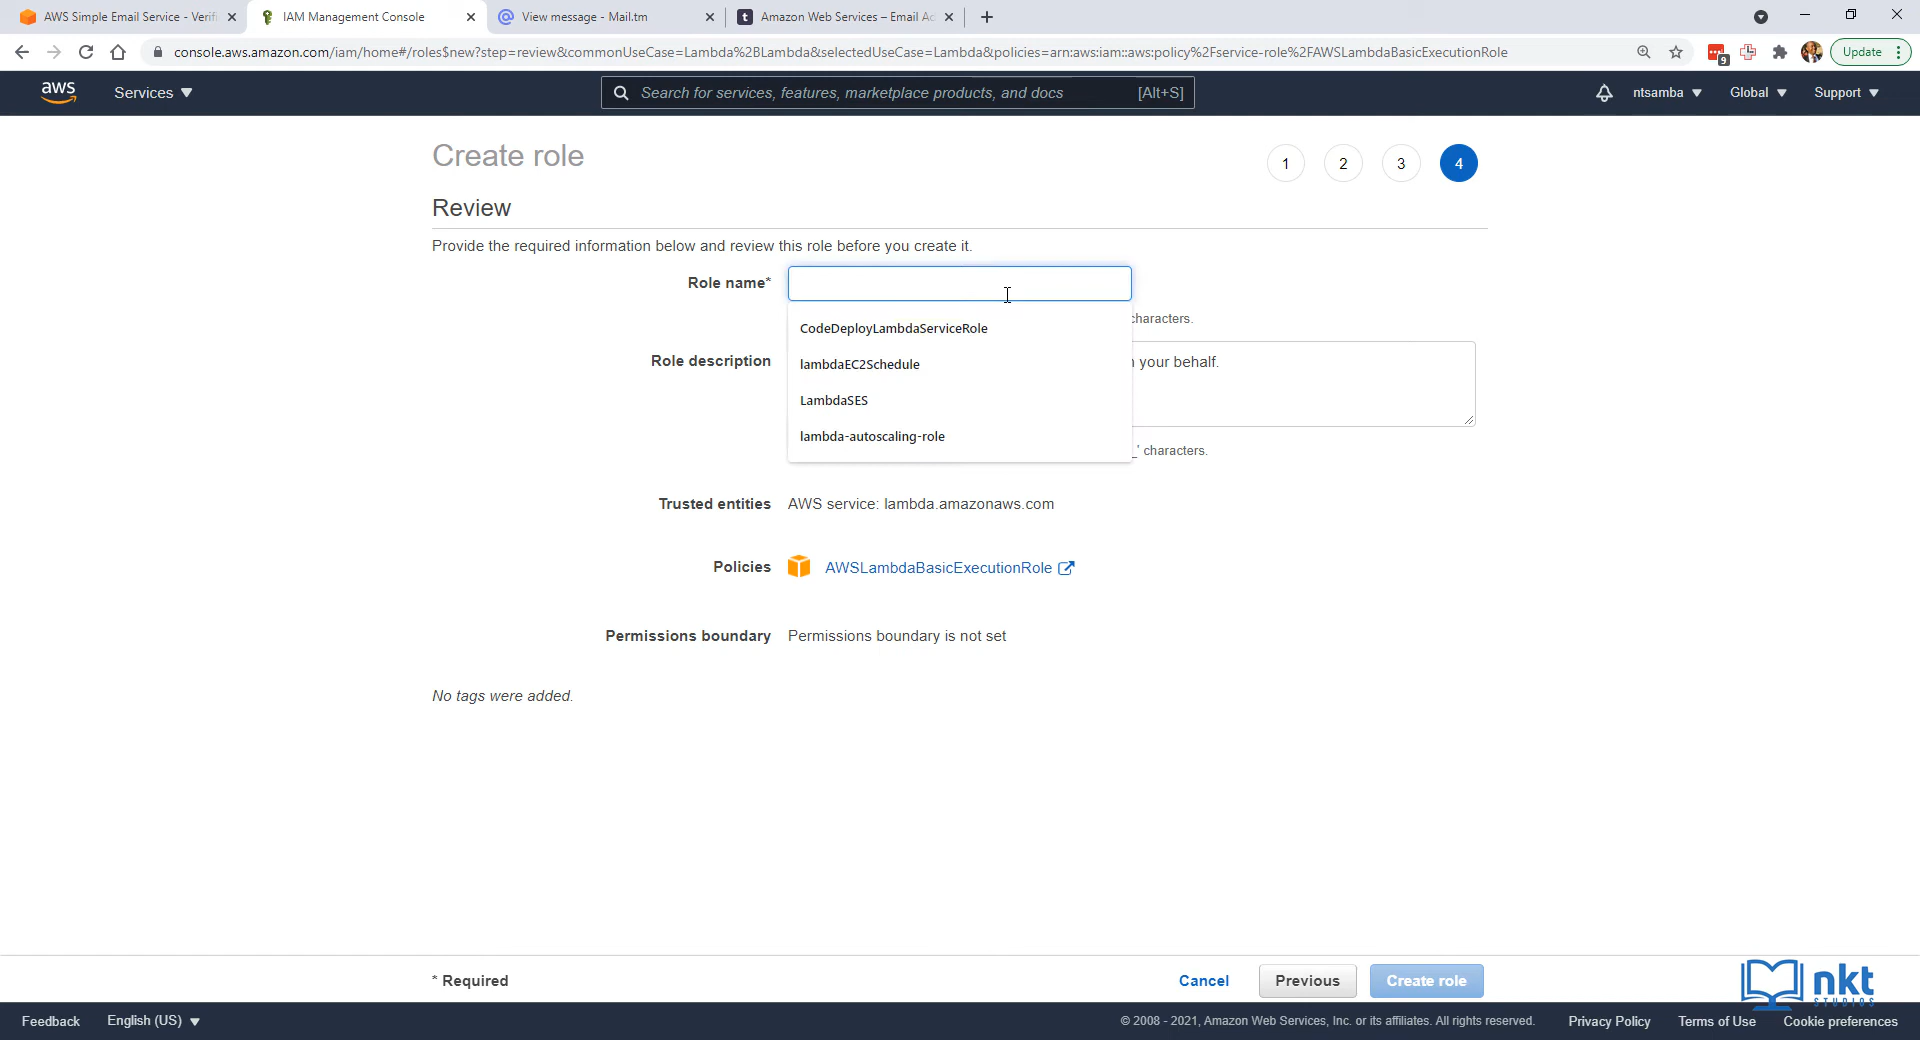 AWS Simple Email Service - Verifi
IAM Management Console
View message - Mail.tm
Amazon Web Services – Email Ac
console.aws.amazon.com/iam/home#/roles$new?step=review&commonUseCase=Lambda%2BLambda&selectedUseCase=Lambda&policies=arn:aws:iam::aws:policy%2Fservice-role%2FAWSLambdaBasicExecutionRole
9
Update
aws
Services
Search for services, features, marketplace products, and docs
[Alt+S]
ntsamba
Global
Support
Create role
1
2
3
4
Review
Provide the required information below and review this role before you create it.
Role name*
characters.
CodeDeployLambdaServiceRole
lambdaEC2Schedule
LambdaSES
lambda-autoscaling-role
Role description
your behalf.
_' characters.
Trusted entities
AWS service: lambda.amazonaws.com
Policies
AWSLambdaBasicExecutionRole
Permissions boundary
Permissions boundary is not set
No tags were added.
* Required
Cancel
Previous
Create role
nkt
STUDIOS
Feedback
English (US)
© 2008 - 2021, Amazon Web Services, Inc. or its affiliates. All rights reserved.
Privacy Policy
Terms of Use
Cookie preferences